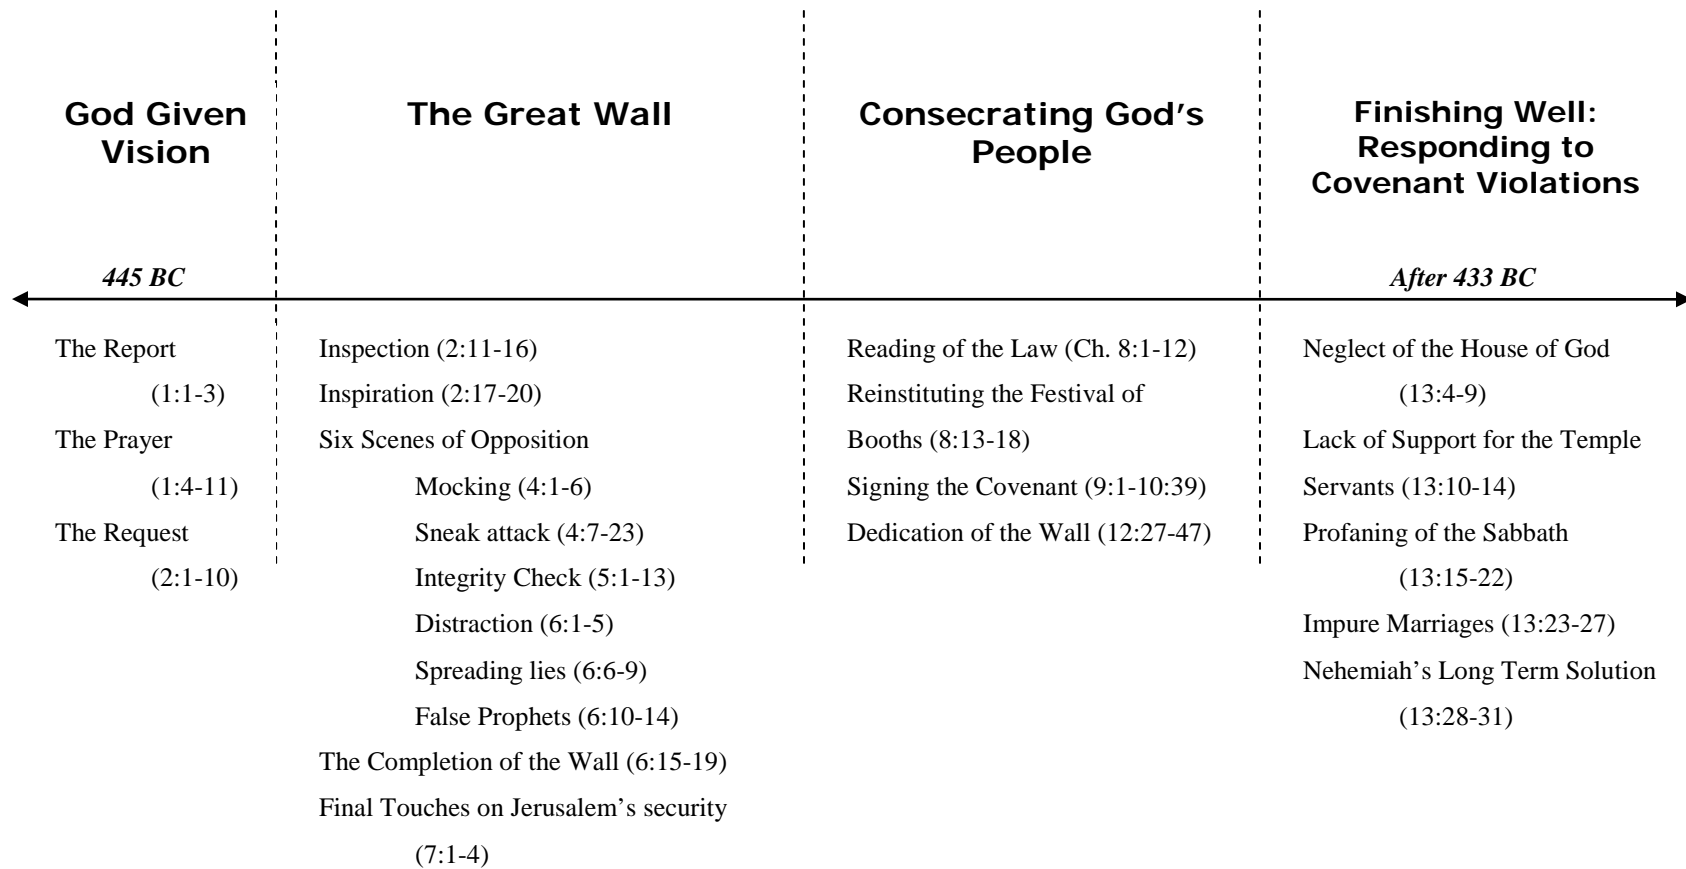 God Given
Vision
The Great Wall
Consecrating God's
People
Finishing Well:
Responding to
Covenant Violations
445 BC
After 433 BC
The Report
(1:1-3)
The Prayer
(1:4-11)
The Request
(2:1-10)
Inspection (2:11-16)
Inspiration (2:17-20)
Six Scenes of Opposition
Mocking (4:1-6)
Sneak attack (4:7-23)
Integrity Check (5:1-13)
Distraction (6:1-5)
Spreading lies (6:6-9)
False Prophets (6:10-14)
The Completion of the Wall (6:15-19)
Final Touches on Jerusalem’s security
(7:1-4)
Reading of the Law (Ch. 8:1-12)
Reinstituting the Festival of
Booths (8:13-18)
Signing the Covenant (9:1-10:39)
Dedication of the Wall (12:27-47)
Neglect of the House of God
(13:4-9)
Lack of Support for the Temple
Servants (13:10-14)
Profaning of the Sabbath
(13:15-22)
Impure Marriages (13:23-27)
Nehemiah’s Long Term Solution
(13:28-31)